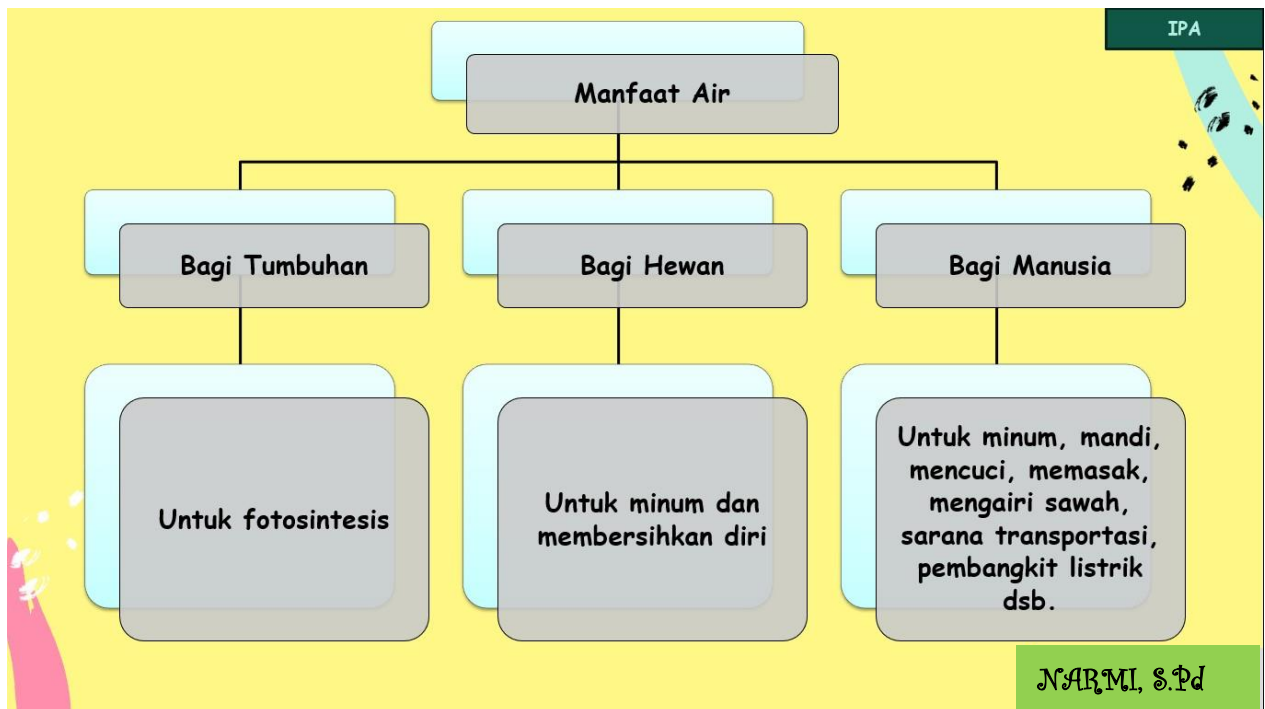 IPA
Manfaat Air
Bagi Tumbuhan
Bagi Hewan
Bagi Manusia
Untuk fotosintesis
Untuk minum dan
membersihkan diri
Untuk minum, mandi,
mencuci, memasak,
mengairi sawah,
sarana transportasi,
pembangkit listrik
dsb.
NARMI, S.Pd